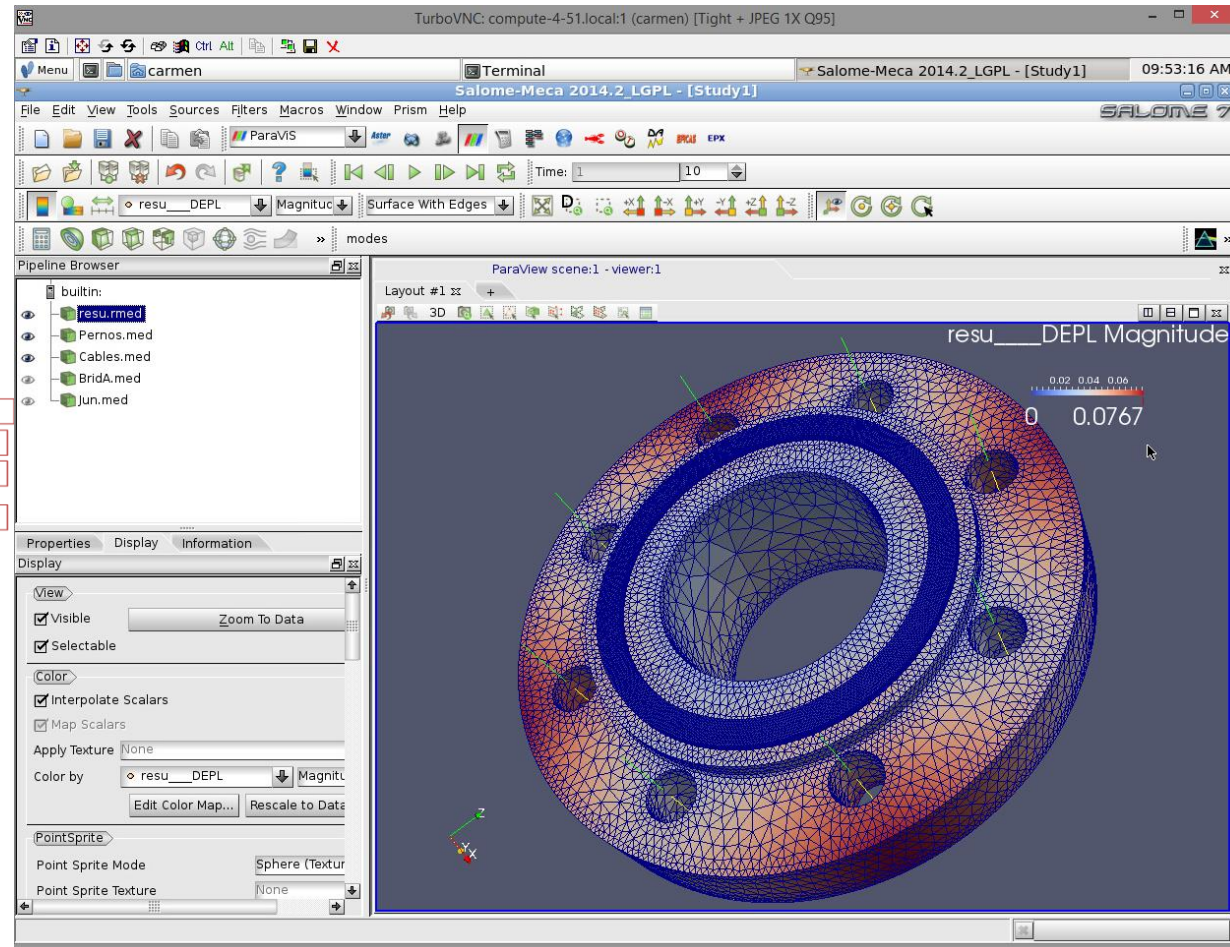 TurboVNC: compute-4-51.local:1 (carmen) [Tight + JPEG 1X Q95]
Ctrl Alt
Menu carmen Terminal Salome-Meca 2014.2_LGPL - [Study1] 09:53:16 AM
Salome-Meca 2014.2_LGPL - [Study1]
File Edit View Tools Sources Filters Macros Window Prism Help
SALOME 7
ParaViS Aster EPX
Time: 1 10
resu____DEPL Magnituc Surface With Edges +X -X +Y -Y +Z -Z
» modes »
Pipeline Browser
ParaView scene:1 - viewer:1
builtin:
Layout #1 +
resu.rmed
3D
Pernos.med
Cables.med
BridA.med
Jun.med
resu____DEPL Magnitude
0.02 0.04 0.06
0 0.0767
Properties Display Information
Display
View
Visible Zoom To Data
Selectable
Color
Interpolate Scalars
Map Scalars
Apply Texture None
Color by resu____DEPL Magnitu
Edit Color Map... Rescale to Data
PointSprite
Point Sprite Mode Sphere (Textur
Point Sprite Texture None
Z
Y
X